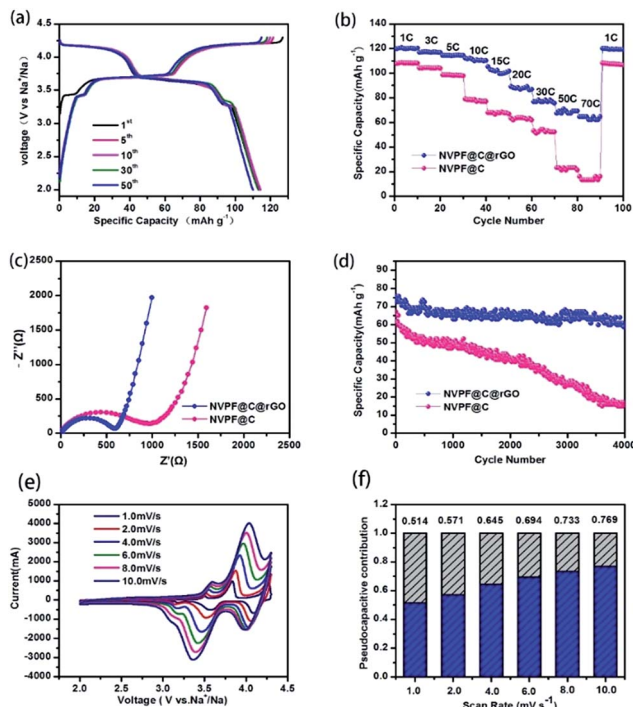 (a)
voltage (V vs Na+/Na)
4.5
4.0
3.5
3.0
2.5
2.0
1st
5th
10th
30th
50th
0 20 40 60 80 100 120
Specific Capacity (mAh g-1)
(b)
Specific Capacity(mAh g-1)
140
120
100
80
60
40
20
0
1C 3C 5C 10C 15C 20C 30C 50C 70C 1C
NVPF@C@rGO
NVPF@C
0 20 40 60 80 100
Cycle Number
(c)
- Z''(Ω)
2500
2000
1500
1000
500
0
NVPF@C@rGO
NVPF@C
0 500 1000 1500 2000 2500
Z'(Ω)
(d)
Specific Capacity(mAh g-1)
90
80
70
60
50
40
30
20
10
0
NVPF@C@rGO
NVPF@C
0 1000 2000 3000 4000
Cycle Number
(e)
Current(mA)
5000
4000
3000
2000
1000
0
-1000
-2000
-3000
-4000
1.0mV/s
2.0mV/s
4.0mV/s
6.0mV/s
8.0mV/s
10.0mV/s
2.0 2.5 3.0 3.5 4.0 4.5
Voltage ( V vs.Na+/Na)
(f)
Pseudocapacitive contribution
1.2
1.0
0.8
0.6
0.4
0.2
0.0
0.514 0.571 0.645 0.694 0.733 0.769
1.0 2.0 4.0 6.0 8.0 10.0
Scan Rate (mV s-1)